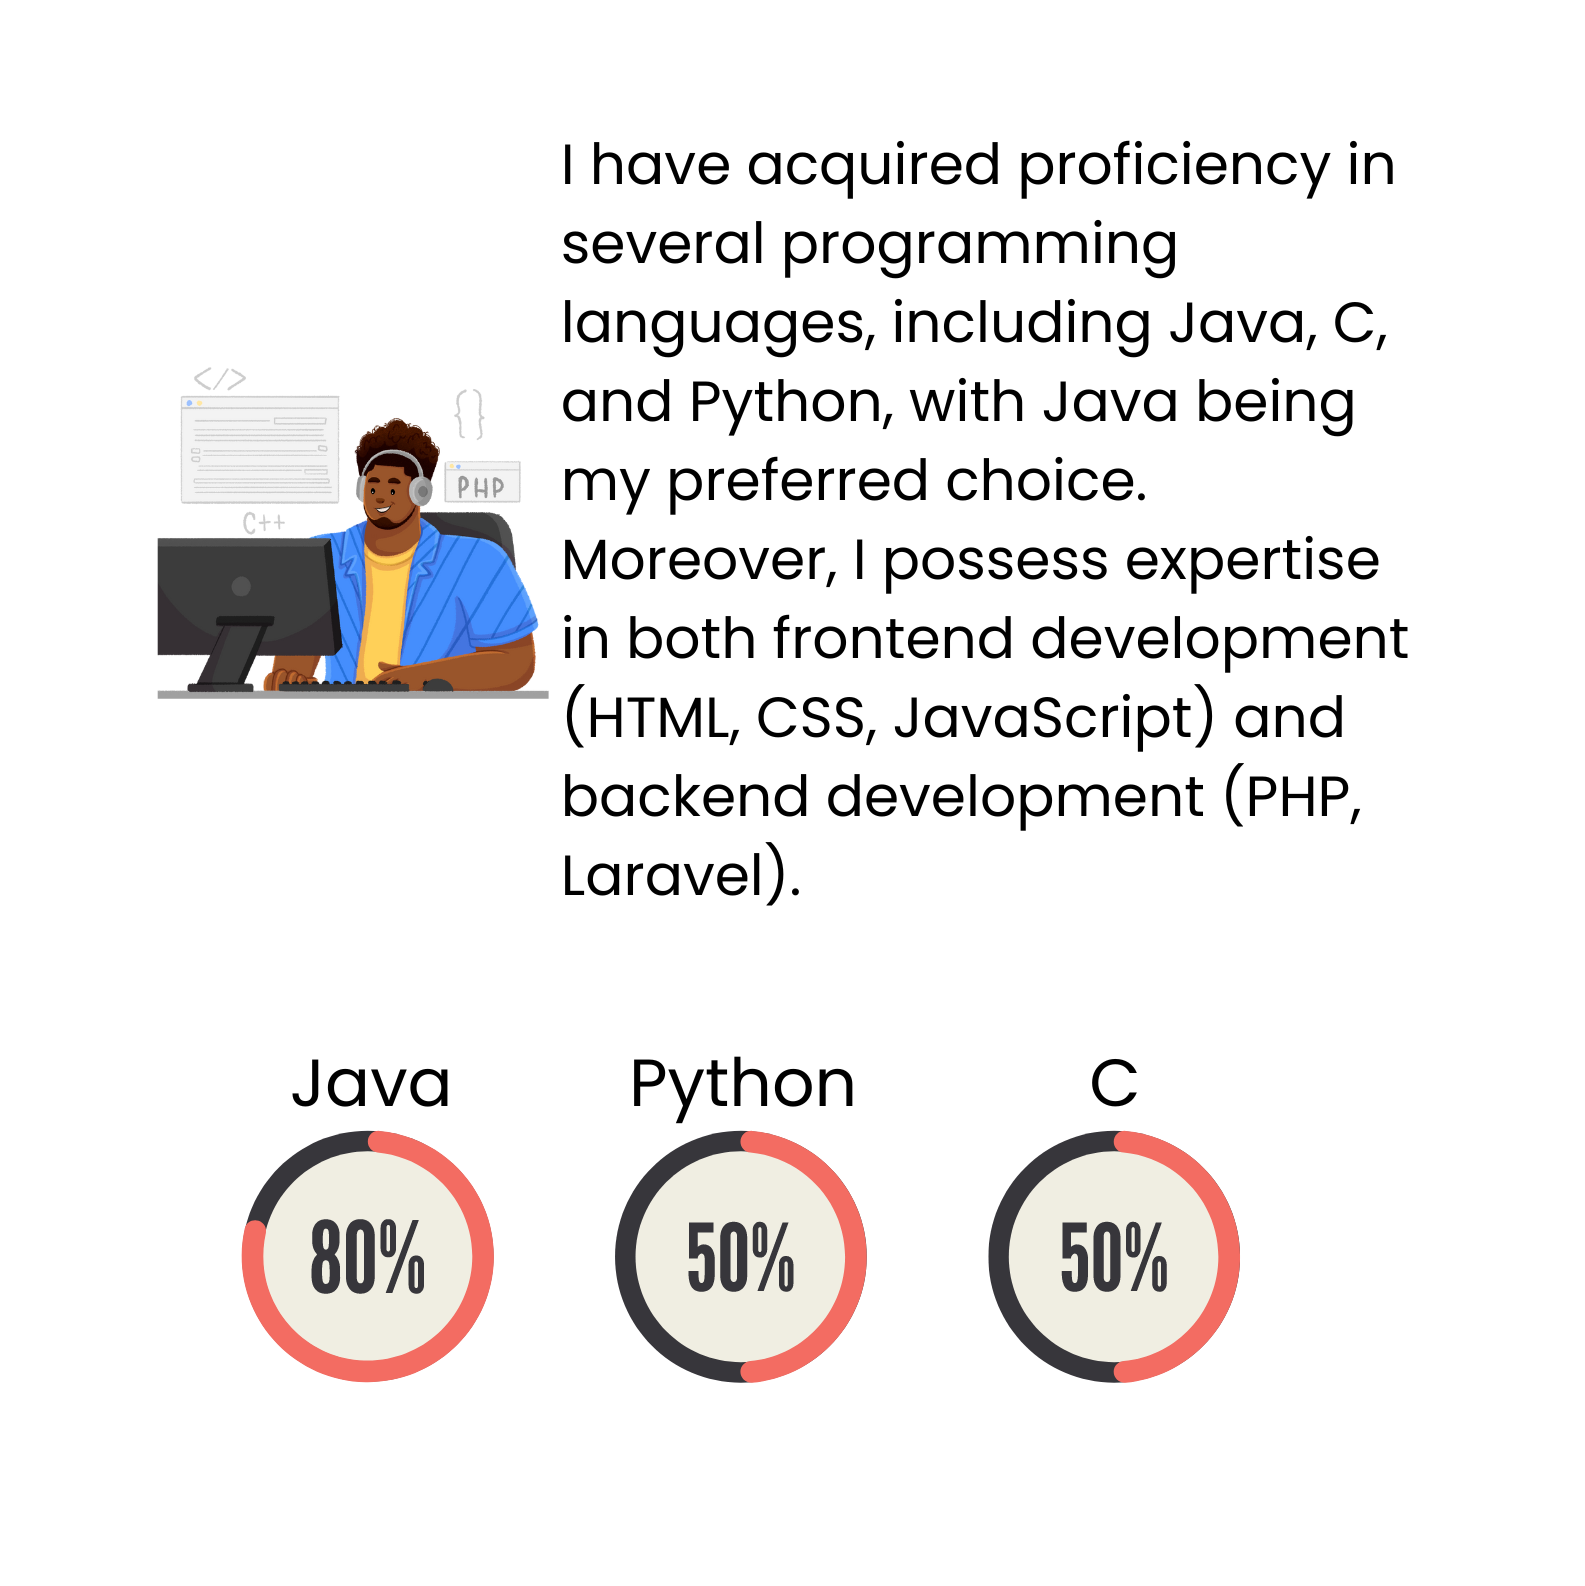 I have acquired proficiency in
several programming
languages, including Java, C,
and Python, with Java being
my preferred choice.
Moreover, I possess expertise
in both frontend development
(HTML, CSS, JavaScript) and
backend development (PHP,
Laravel).
</>
{}
PHP
C++
Java
Python
C
80%
50%
50%